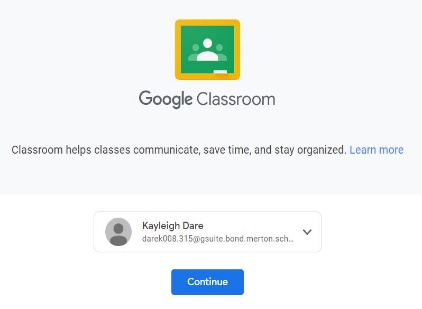 Google Classroom
Classroom helps classes communicate, save time, and stay organized. Learn more
Kayleigh Dare
darek008.315@gsuite.bond.merton.sch...
Continue